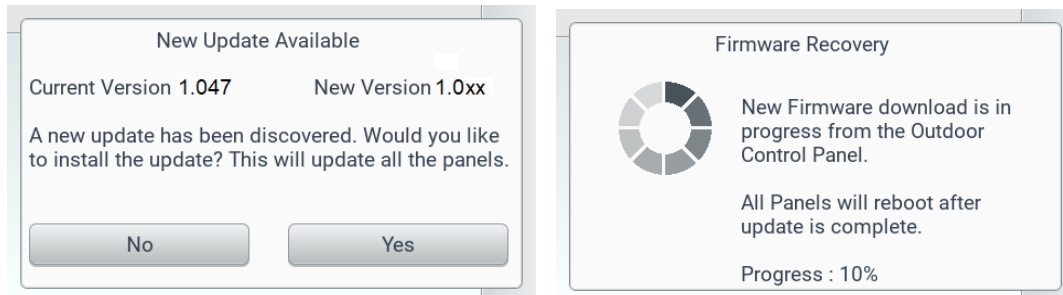 New Update Available
Current Version 1.047 New Version 1.0xx
A new update has been discovered. Would you like
to install the update? This will update all the panels.
No Yes
Firmware Recovery
New Firmware download is in
progress from the Outdoor
Control Panel.
All Panels will reboot after
update is complete.
Progress : 10%